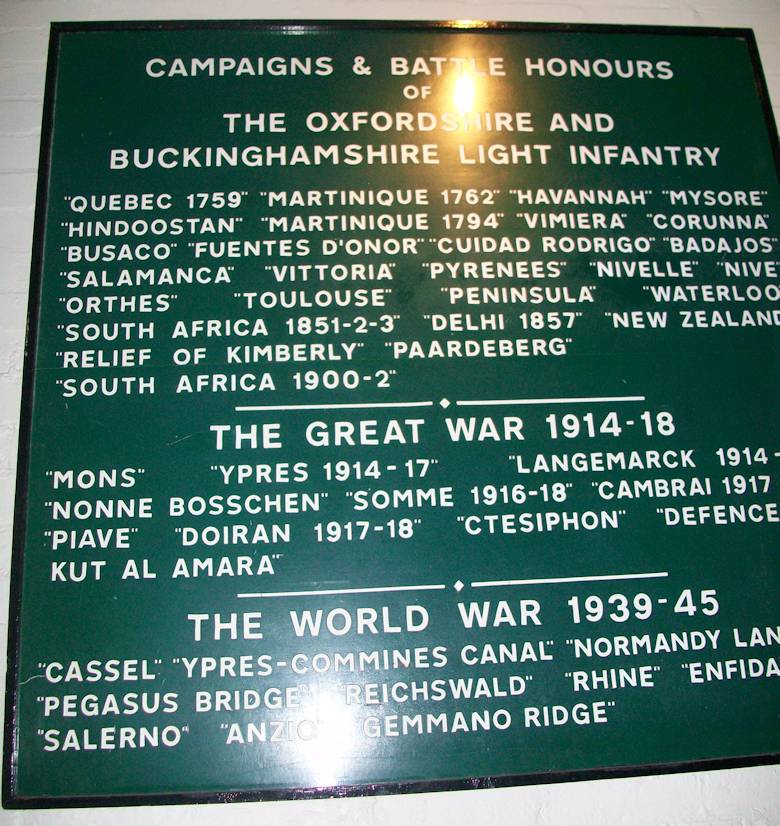 CAMPAIGNS & BATTLE HONOURS
OF
THE OXFORDSHIRE AND
BUCKINGHAMSHIRE LIGHT INFANTRY
"QUEBEC 1759" "MARTINIQUE 1762" "HAVANNAH" "MYSORE"
"HINDOOSTAN" "MARTINIQUE 1794" "VIMIERA" "CORUNNA"
"BUSACO" "FUENTES D'ONOR" "CUIDAD RODRIGO" "BADAJOS"
"SALAMANCA" "VITTORIA" "PYRENEES" "NIVELLE" "NIVE
"ORTHES" "TOULOUSE" "PENINSULA" "WATERLOO
"SOUTH AFRICA 1851-2-3" "DELHI 1857" "NEW ZEALAND
"RELIEF OF KIMBERLY" "PAARDEBERG"
"SOUTH AFRICA 1900-2"
THE GREAT WAR 1914-18
"MONS" "YPRES 1914-17" "LANGEMARCK 1914-
"NONNE BOSSCHEN" "SOMME 1916-18" "CAMBRAI 1917
"PIAVE" "DOIRAN 1917-18" "CTESIPHON" "DEFENCE
KUT AL AMARA"
THE WORLD WAR 1939-45
"CASSEL" "YPRES-COMMINES CANAL" "NORMANDY LAN
"PEGASUS BRIDGE" "REICHSWALD" "RHINE" "ENFIDA
"SALERNO" "ANZIO" GEMMANO RIDGE"